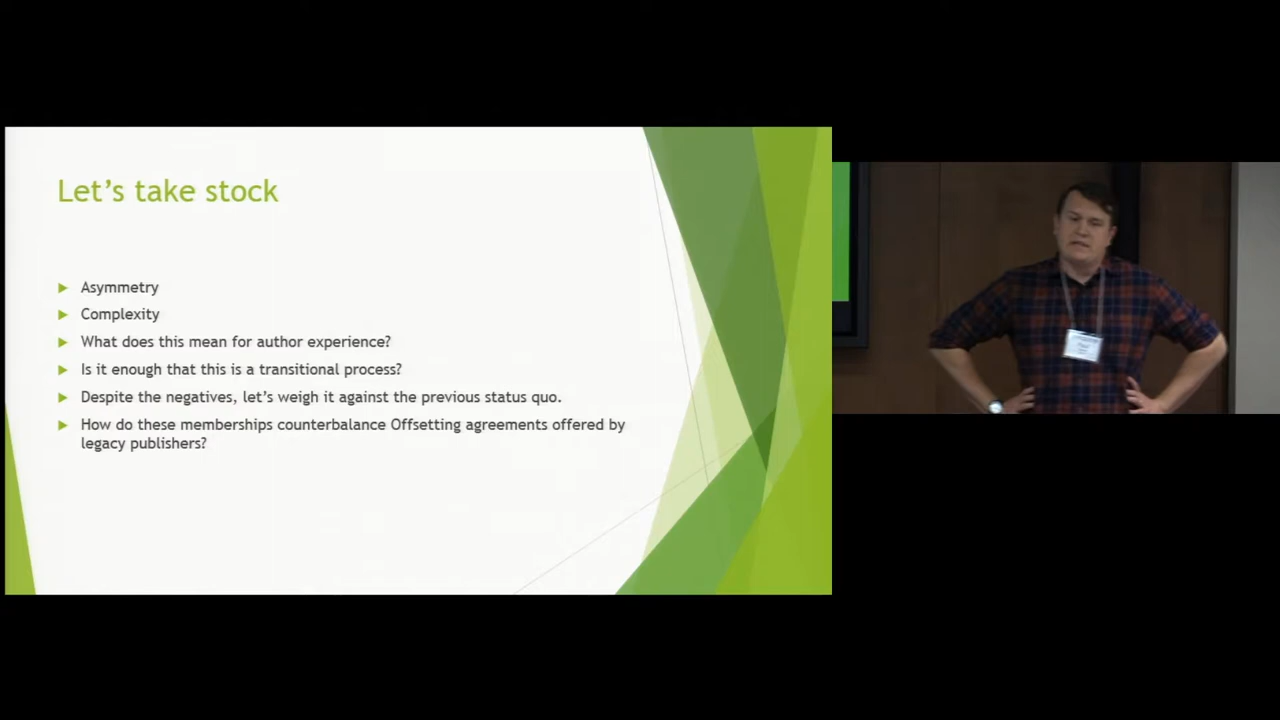 Let's take stock
Asymmetry
Complexity
What does this mean for author experience?
Is it enough that this is a transitional process?
Despite the negatives, let's weigh it against the previous status quo.
How do these memberships counterbalance Offsetting agreements offered by
legacy publishers?